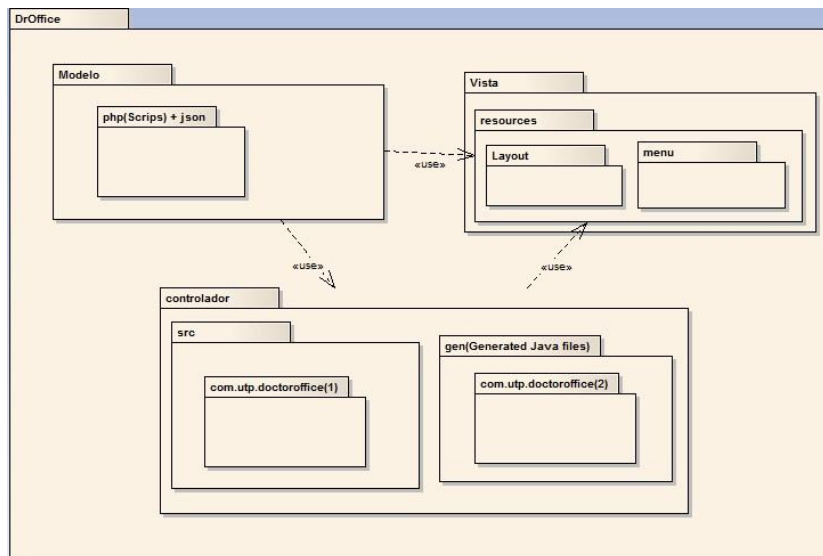 DrOffice
Modelo
php(Scrips) + json
Vista
resources
Layout
menu
«use»
«use»
«use»
controlador
src
com.utp.doctoroffice(1)
gen(Generated Java files)
com.utp.doctoroffice(2)